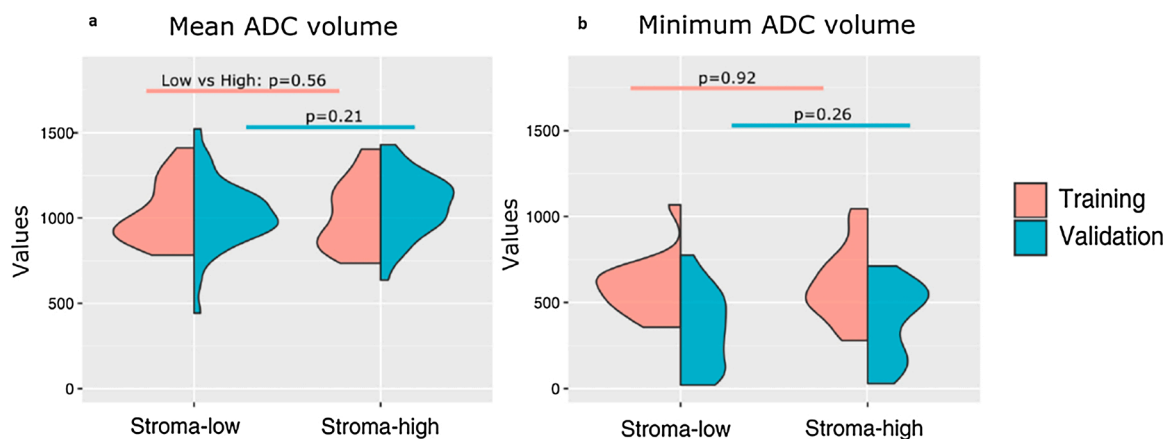 a
Mean ADC volume
Low vs High: p=0.56
p=0.21
1500
1000
500
0
Values
Stroma-low
Stroma-high
b
Minimum ADC volume
p=0.92
p=0.26
1500
1000
500
0
Values
Stroma-low
Stroma-high
Training
Validation